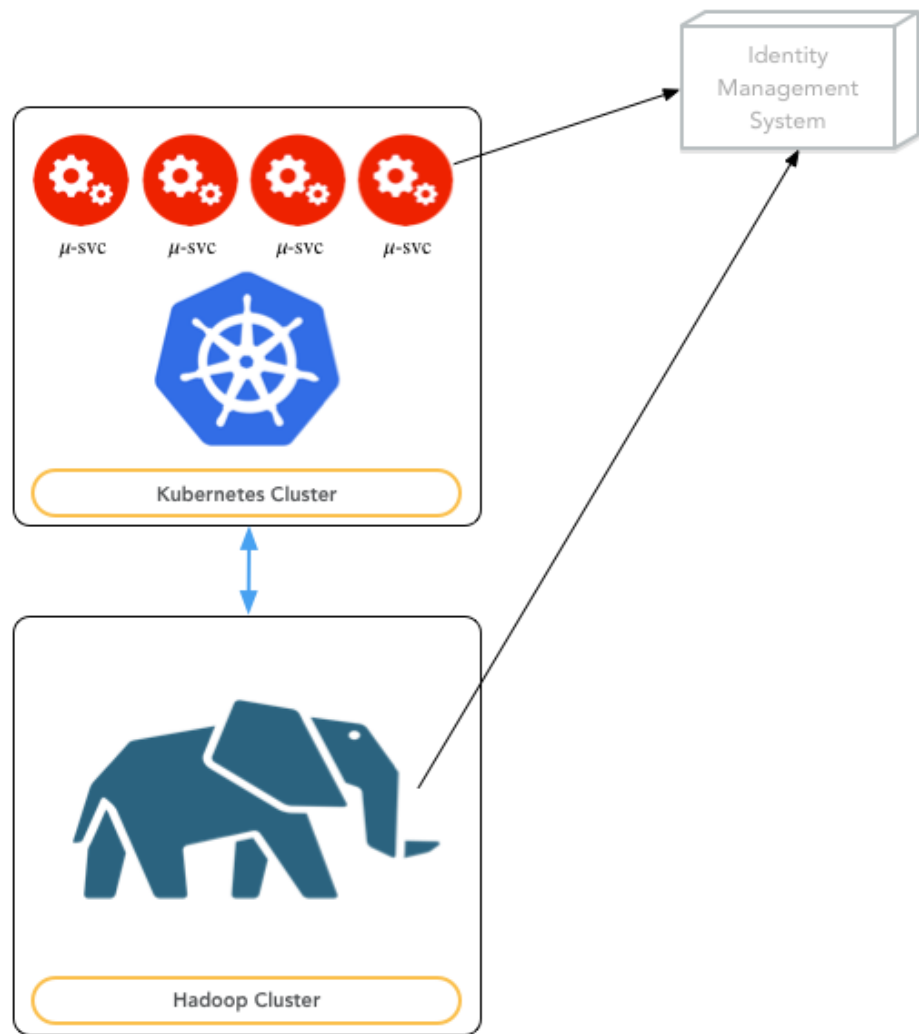 Identity
Management
System
μ-svc
μ-svc
μ-svc
μ-svc
Kubernetes Cluster
Hadoop Cluster